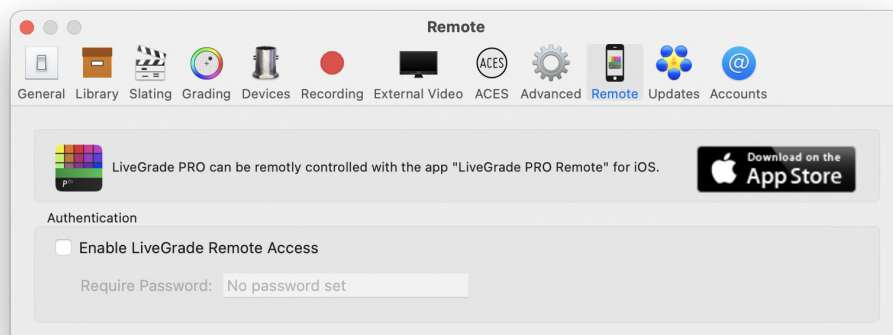 Remote
General Library Slating Grading Devices Recording External Video ACES Advanced Remote Updates Accounts
ACES
LiveGrade PRO can be remotly controlled with the app "LiveGrade PRO Remote" for iOS.
Download on the
App Store
Authentication
Enable LiveGrade Remote Access
Require Password: No password set